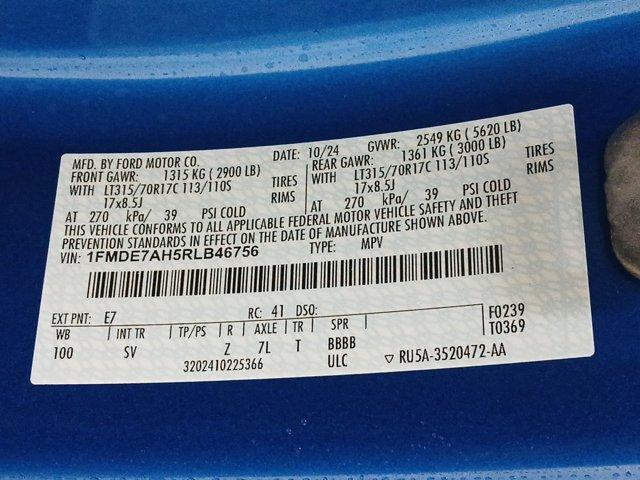 MFD. BY FORD MOTOR CO. DATE: 10/24 GVWR: 2549 KG ( 5620 LB)
FRONT GAWR: 1315 KG ( 2900 LB) REAR GAWR: 1361 KG ( 3000 LB)
WITH LT315/70R17C 113/110S TIRES WITH LT315/70R17C 113/110S TIRES
17x8.5J RIMS 17x8.5J RIMS
AT 270 kPa/ 39 PSI COLD AT 270 kPa/ 39 PSI COLD
THIS VEHICLE CONFORMS TO ALL APPLICABLE FEDERAL MOTOR VEHICLE SAFETY AND THEFT
PREVENTION STANDARDS IN EFFECT ON THE DATE OF MANUFACTURE SHOWN ABOVE.
VIN: 1FMDE7AH5RLB46756 TYPE: MPV
EXT PNT: E7 RC: 41 DSO: F0239
WB INT TR TP/PS R AXLE TR SPR T0369
100 SV Z 7L T BBBB
3202410225366 ULC ▽ RU5A-3520472-AA